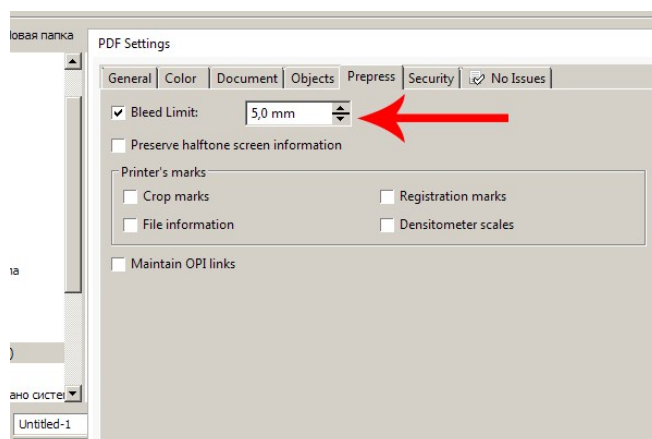 овая папка
PDF Settings
General Color Document Objects Prepress Security No Issues
Bleed Limit: 5,0 mm
Preserve halftone screen information
Printer's marks
Crop marks Registration marks
File information Densitometer scales
на
Maintain OPI links
)
ано систе
Untitled-1